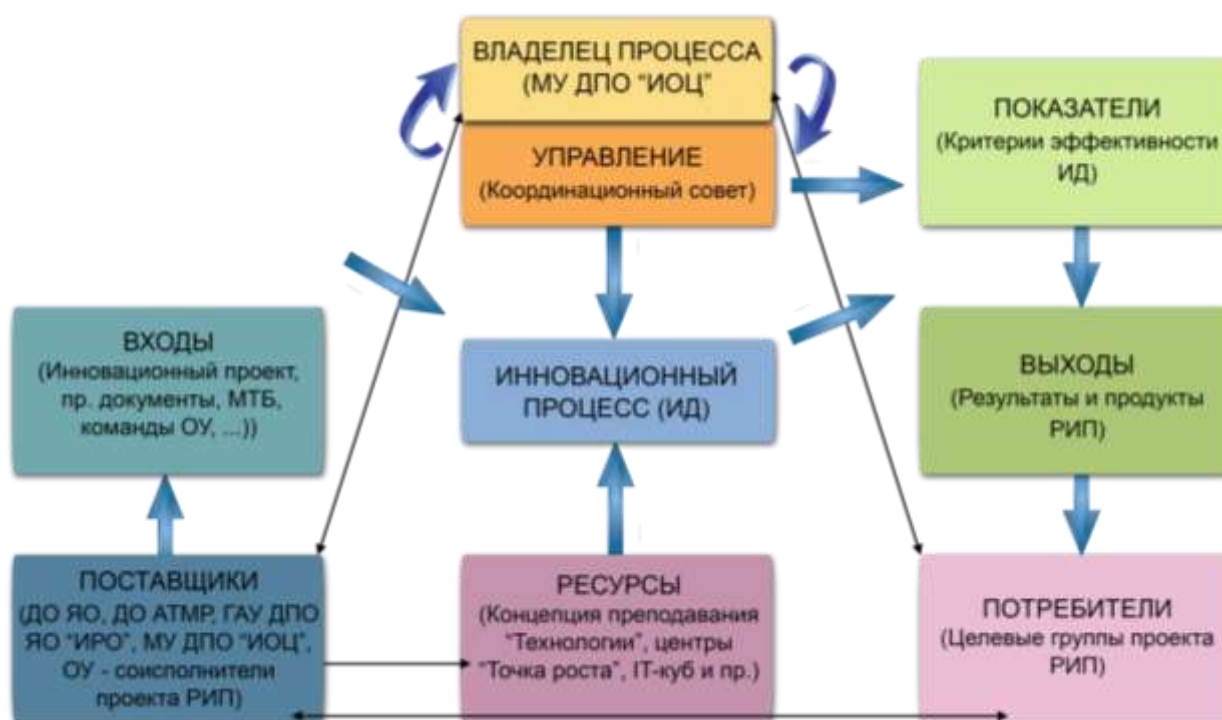 ВЛАДЕЛЕЦ ПРОЦЕССА
(МУ ДПО "ИОЦ"
УПРАВЛЕНИЕ
(Координационный совет)
ПОКАЗАТЕЛИ
(Критерии эффективности
ИД)
ВХОДЫ
(Инновационный проект,
пр. документы, МТБ,
команды ОУ, ...))
ИННОВАЦИОННЫЙ
ПРОЦЕСС (ИД)
ВЫХОДЫ
(Результаты и продукты
РИП)
ПОСТАВЩИКИ
(ДО ЯО, ДО АТМР, ГАУ ДПО
ЯО "ИРО", МУ ДПО "ИОЦ",
ОУ - соисполнители
проекта РИП)
РЕСУРСЫ
(Концепция преподавания
"Технологии", центры
"Точка роста", IT-куб и пр.)
ПОТРЕБИТЕЛИ
(Целевые группы проекта
РИП)